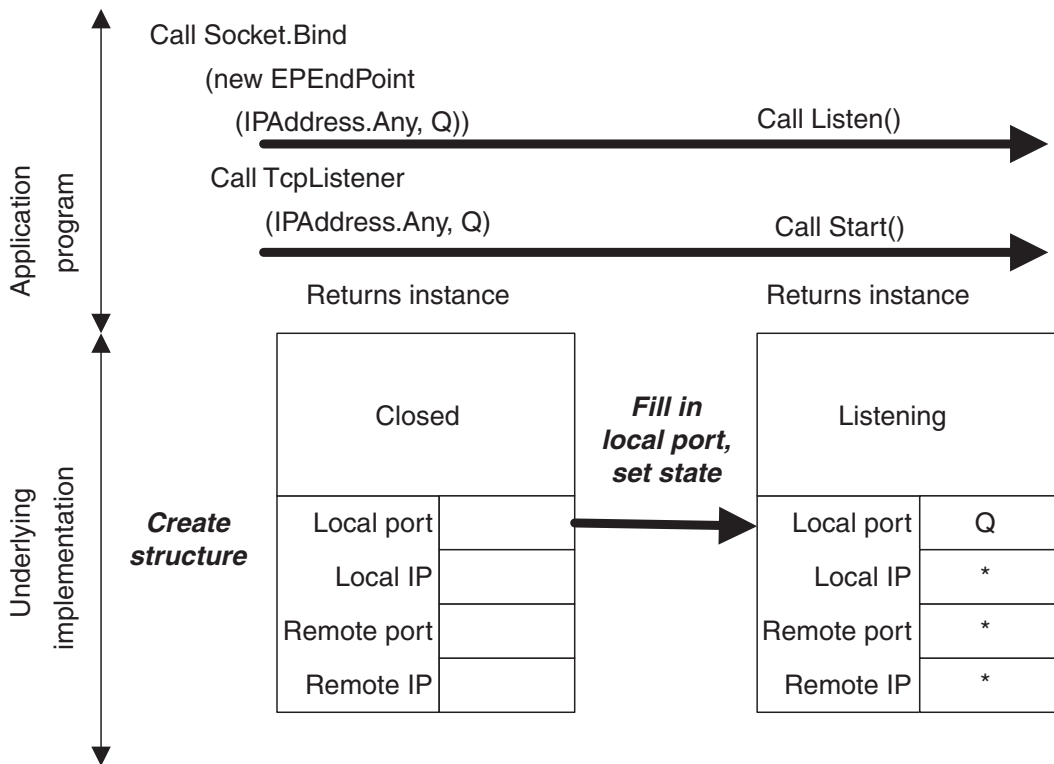 Call Socket.Bind
(new EPEndPoint
(IPAddress.Any, Q))
Call Listen()
Call TcpListener
(IPAddress.Any, Q)
Call Start()
Application
program
Returns instance
Returns instance
Closed
Fill in
local port,
set state
Listening
Underlying
implementation
Create
structure
Local port
Local IP
Remote port
Remote IP
Local port Q
Local IP *
Remote port *
Remote IP *